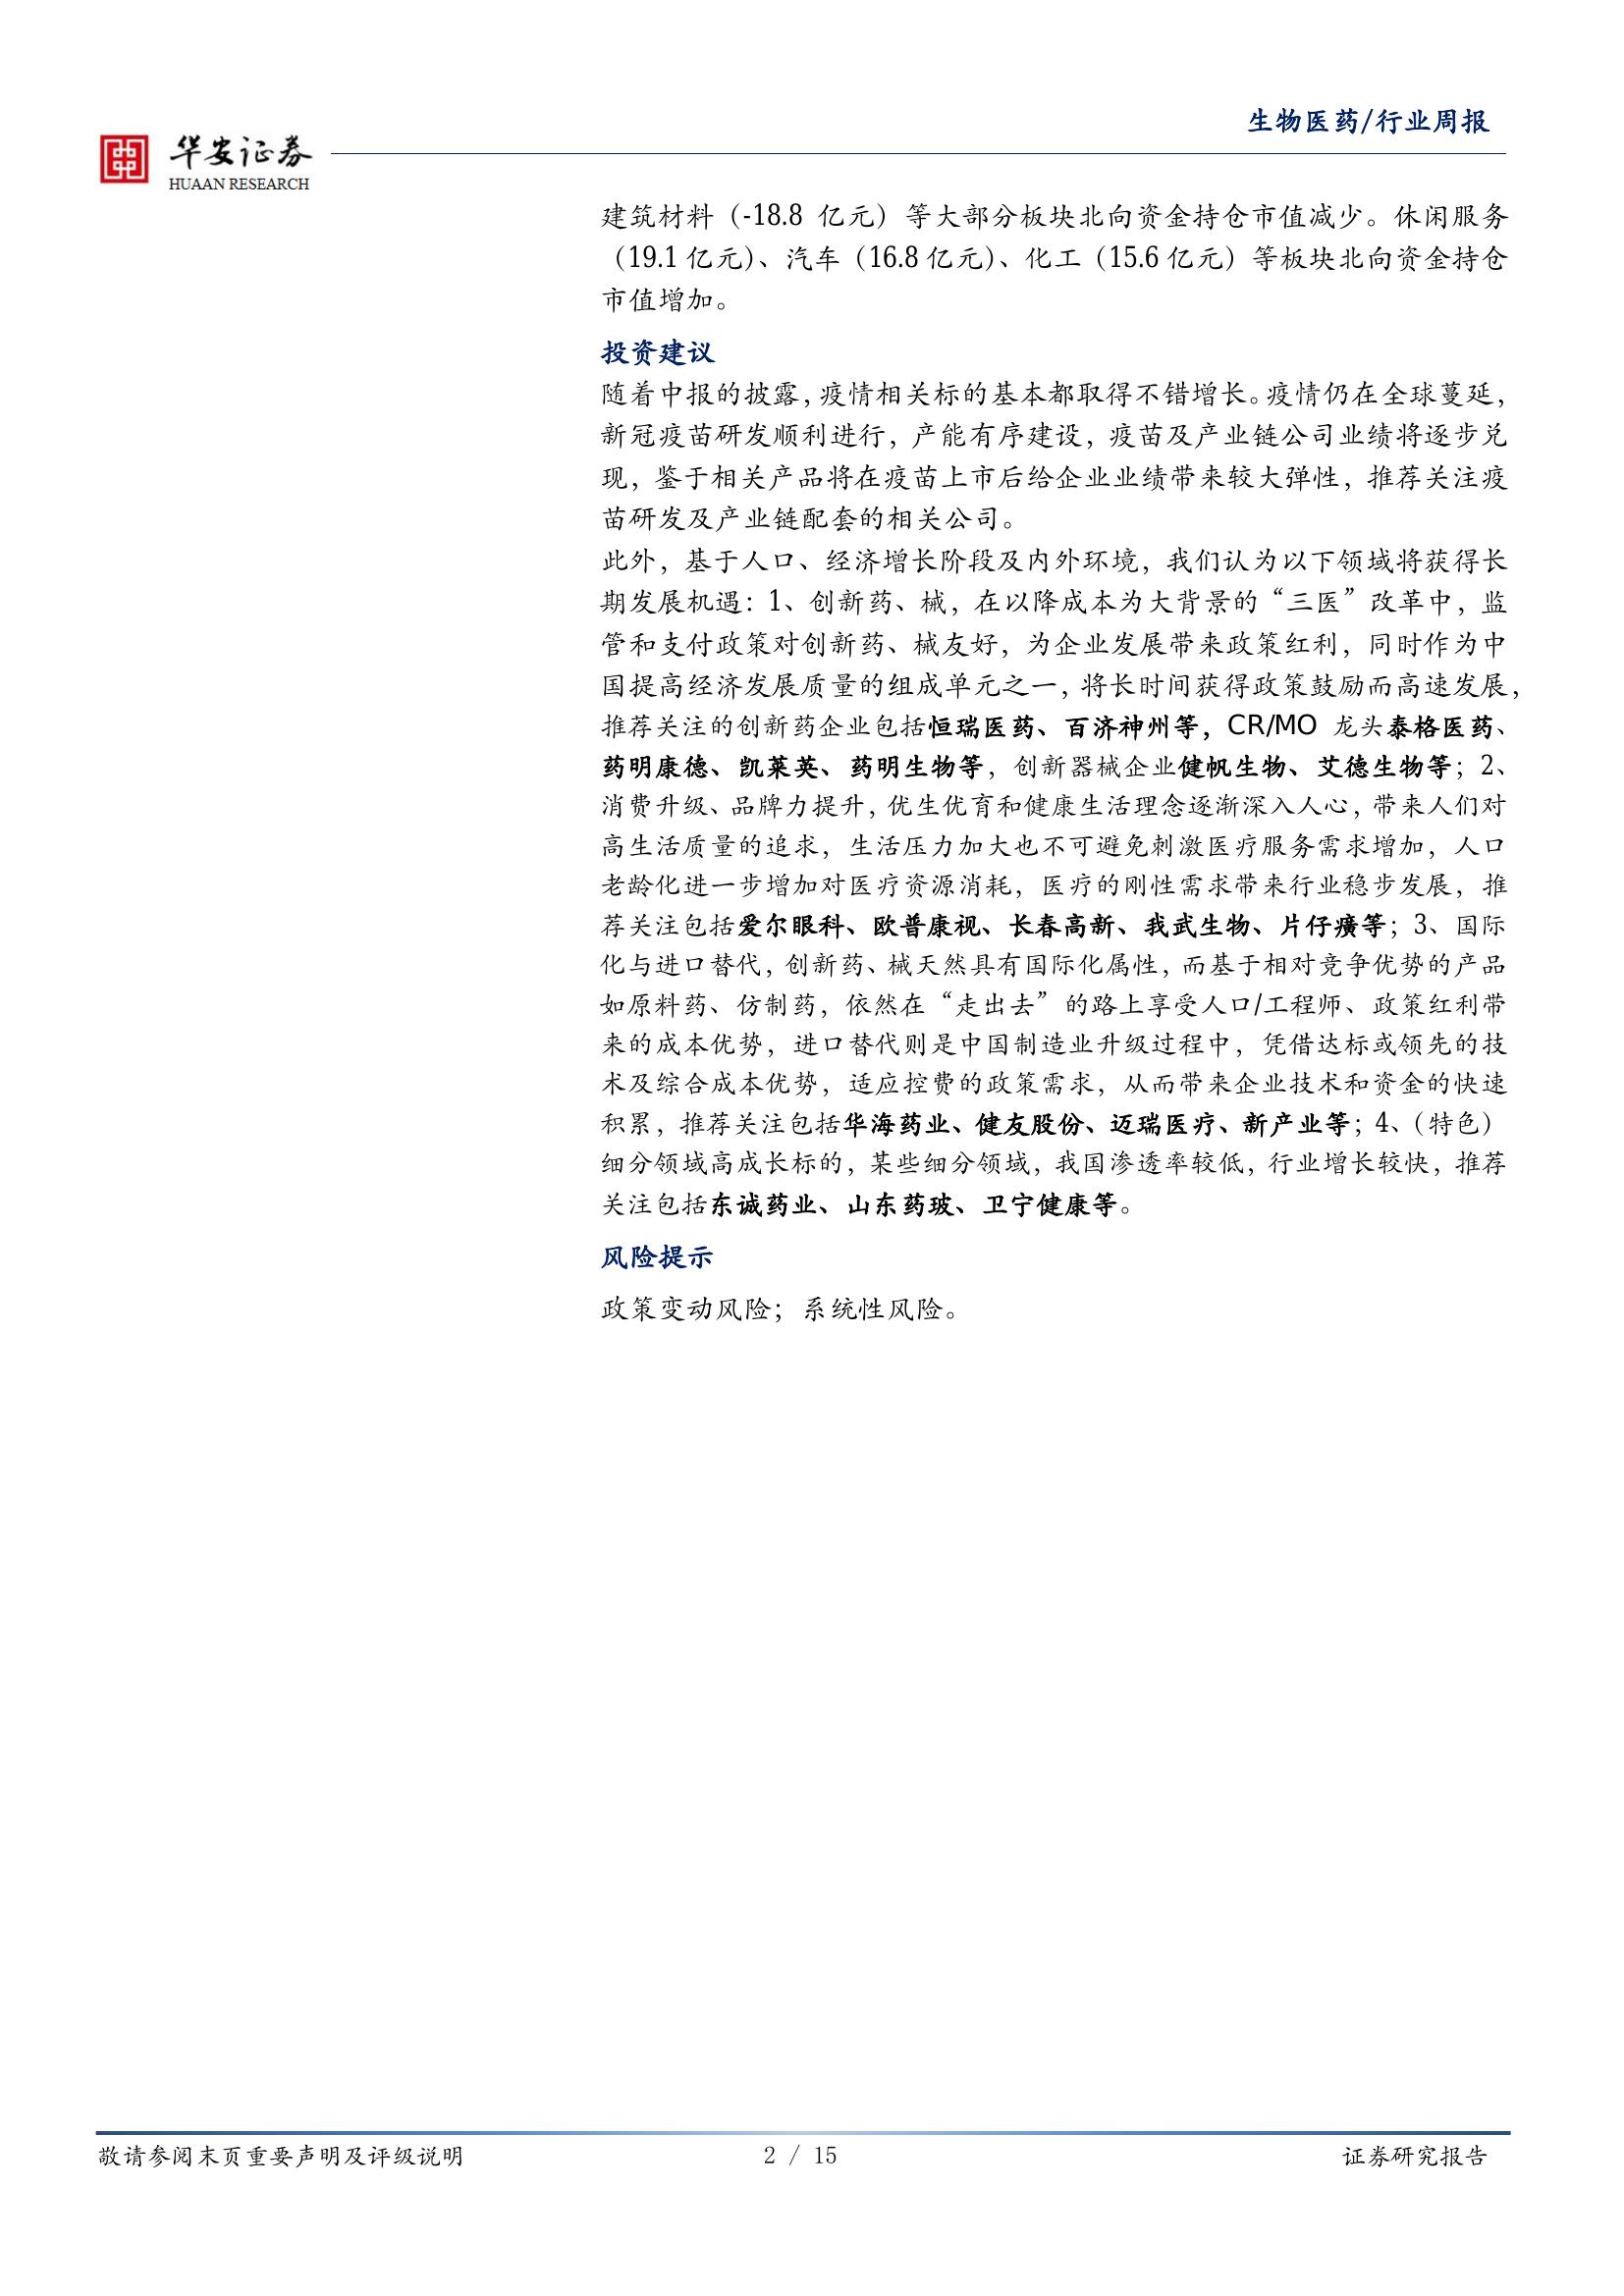 生物医药/行业周报
华安证券
HUAAN RESEARCH
建筑材料（-18.8 亿元）等大部分板块北向资金持仓市值减少。休闲服务
（19.1 亿元）、汽车（16.8 亿元）、化工（15.6 亿元）等板块北向资金持仓
市值增加。
投资建议
随着中报的披露，疫情相关标的基本都取得不错增长。疫情仍在全球蔓延，
新冠疫苗研发顺利进行，产能有序建设，疫苗及产业链公司业绩将逐步兑
现，鉴于相关产品将在疫苗上市后给企业业绩带来较大弹性，推荐关注疫
苗研发及产业链配套的相关公司。
此外，基于人口、经济增长阶段及内外环境，我们认为以下领域将获得长
期发展机遇：1、创新药、械，在以降成本为大背景的“三医”改革中，监
管和支付政策对创新药、械友好，为企业发展带来政策红利，同时作为中
国提高经济发展质量的组成单元之一，将长时间获得政策鼓励而高速发展，
推荐关注的创新药企业包括恒瑞医药、百济神州等，CR/MO 龙头泰格医药、
药明康德、凯莱英、药明生物等，创新器械企业健帆生物、艾德生物等；2、
消费升级、品牌力提升，优生优育和健康生活理念逐渐深入人心，带来人们对
高生活质量的追求，生活压力加大也不可避免刺激医疗服务需求增加，人口
老龄化进一步增加对医疗资源消耗，医疗的刚性需求带来行业稳步发展，推
荐关注包括爱尔眼科、欧普康视、长春高新、我武生物、片仔癀等；3、国际
化与进口替代，创新药、械天然具有国际化属性，而基于相对竞争优势的产品
如原料药、仿制药，依然在“走出去”的路上享受人口/工程师、政策红利带
来的成本优势，进口替代则是中国制造业升级过程中，凭借达标或领先的技
术及综合成本优势，适应控费的政策需求，从而带来企业技术和资金的快速
积累，推荐关注包括华海药业、健友股份、迈瑞医疗、新产业等；4、（特色）
细分领域高成长标的，某些细分领域，我国渗透率较低，行业增长较快，推荐
关注包括东诚药业、山东药玻、卫宁健康等。
风险提示
政策变动风险；系统性风险。
敬请参阅末页重要声明及评级说明
2 / 15
证券研究报告